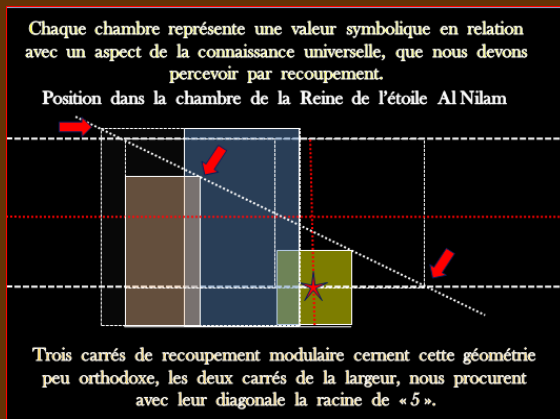 Chaque chambre représente une valeur symbolique en relation
avec un aspect de la connaissance universelle, que nous devons
percevoir par recoupement.
Position dans la chambre de la Reine de l'étoile Al Nilam
Trois carrés de recoupement modulaire cernent cette géométrie
peu orthodoxe, les deux carrés de la largeur, nous procurent
avec leur diagonale la racine de « 5 ».